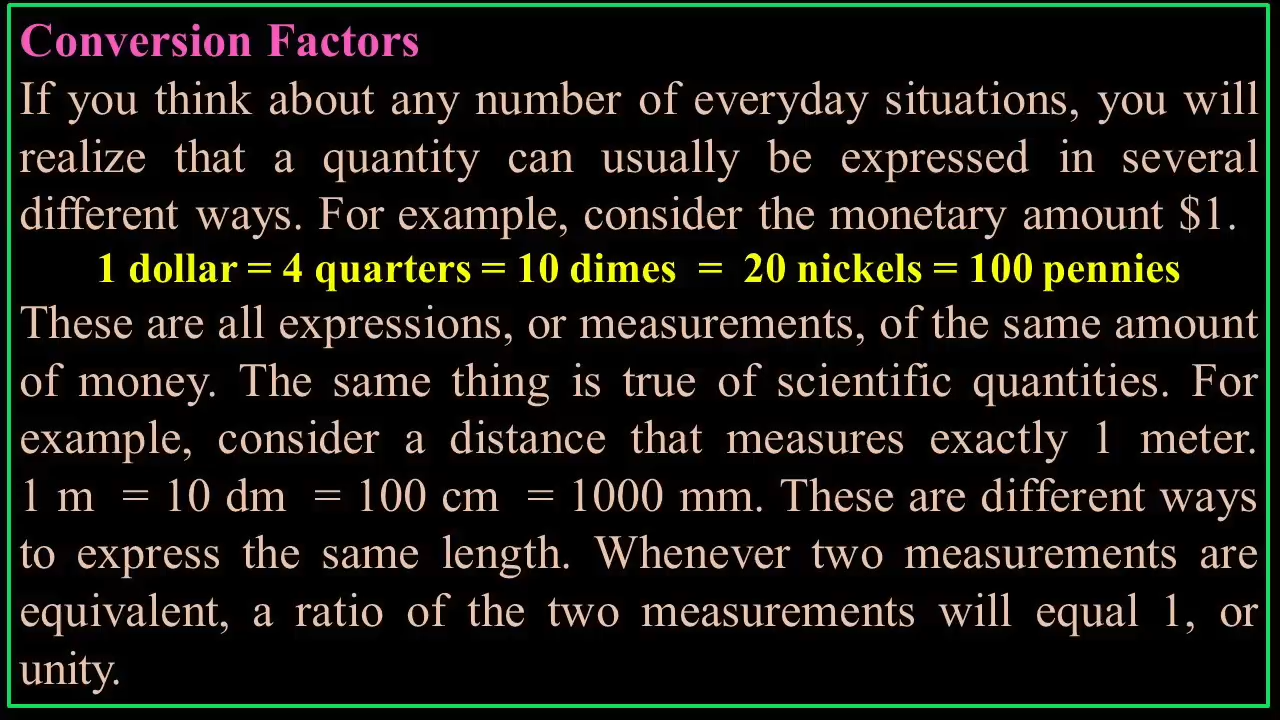 Conversion Factors
If you think about any number of everyday situations, you will
realize that a quantity can usually be expressed in several
different ways. For example, consider the monetary amount $1.
1 dollar = 4 quarters = 10 dimes = 20 nickels = 100 pennies
These are all expressions, or measurements, of the same amount
of money. The same thing is true of scientific quantities. For
example, consider a distance that measures exactly 1 meter.
1 m = 10 dm = 100 cm = 1000 mm. These are different ways
to express the same length. Whenever two measurements are
equivalent, a ratio of the two measurements will equal 1, or
unity.